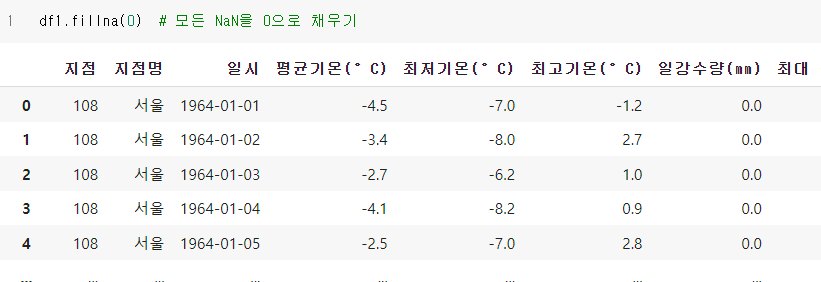 1 df1.fillna(0) # 모든 NaN을 0으로 채우기
지점 지점명 일시 평균기온(°C) 최저기온(°C) 최고기온(°C) 일강수량(mm) 최대
0 108 서울 1964-01-01 -4.5 -7.0 -1.2 0.0
1 108 서울 1964-01-02 -3.4 -8.0 2.7 0.0
2 108 서울 1964-01-03 -2.7 -6.2 1.0 0.0
3 108 서울 1964-01-04 -4.1 -8.2 0.9 0.0
4 108 서울 1964-01-05 -2.5 -7.0 2.8 0.0
... ... ... ... ... ... ... ...